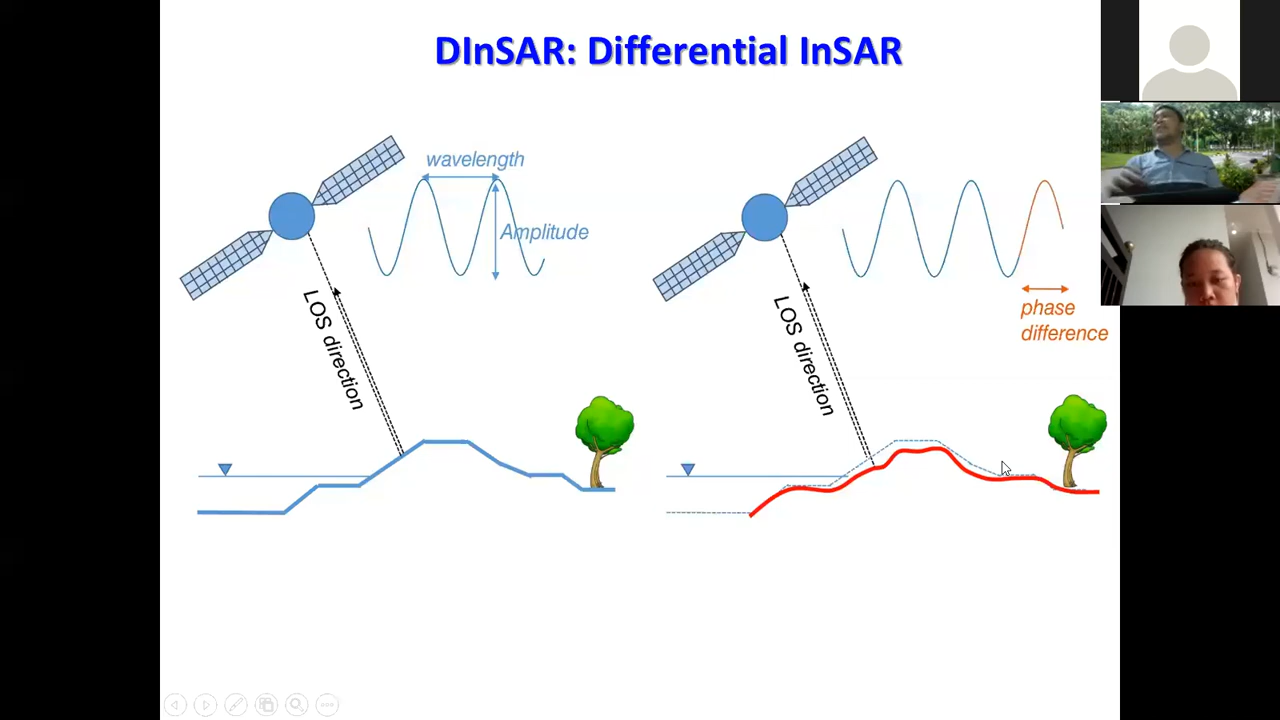 DInSAR: Differential InSAR
wavelength
Amplitude
LOS direction
LOS direction
phase
difference